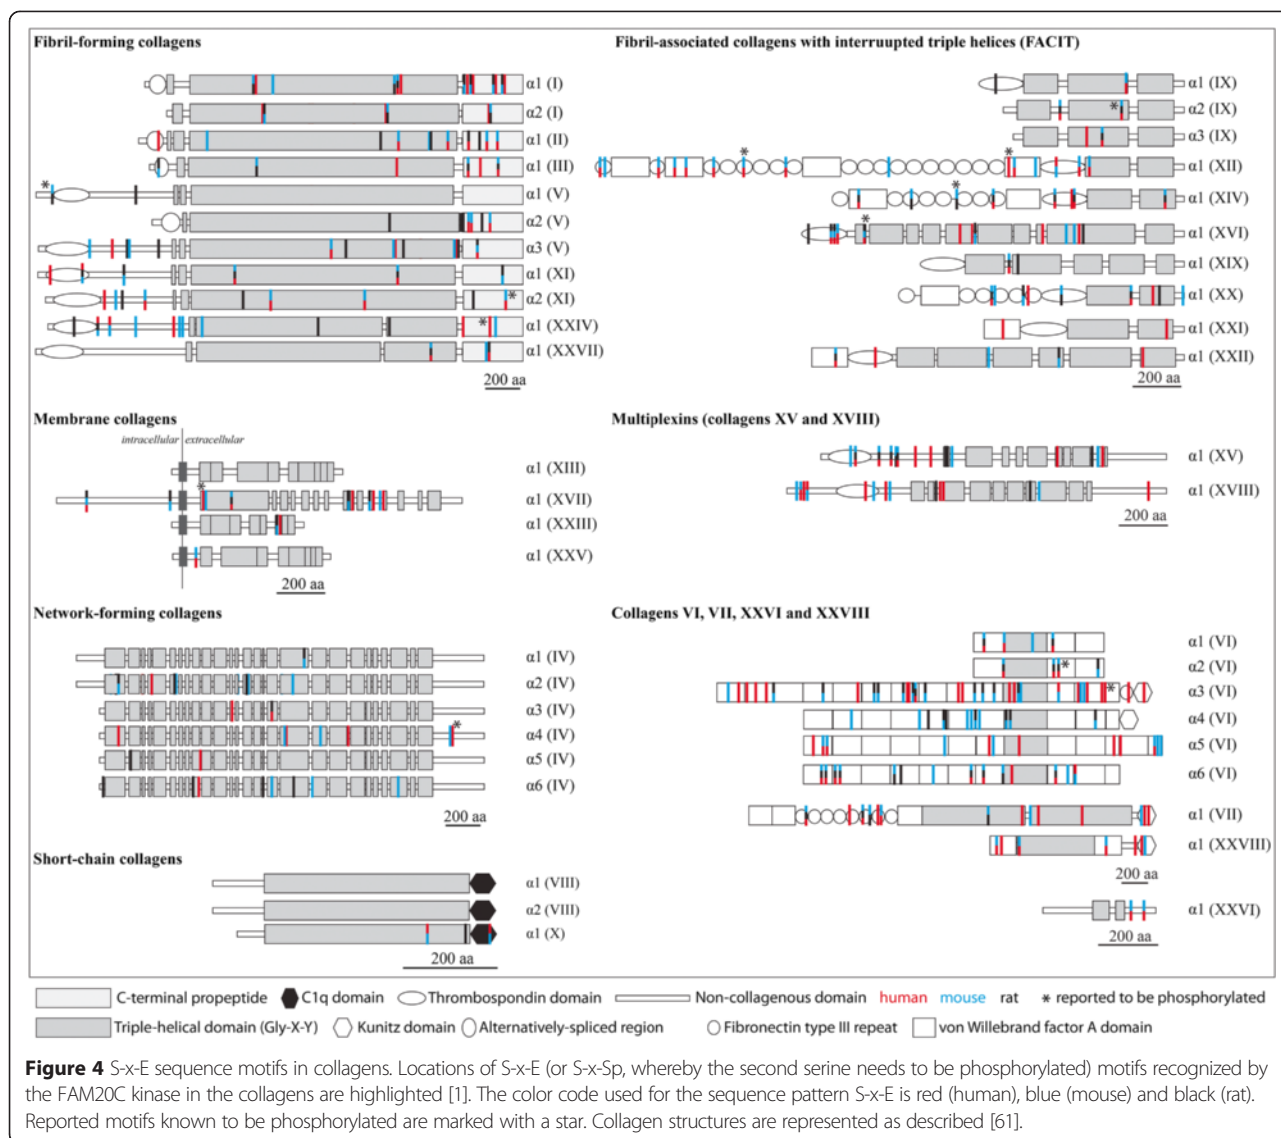 Fibril-forming collagens
α1 (I)
α2 (I)
α1 (II)
α1 (III)
*
α1 (V)
α2 (V)
α3 (V)
α1 (XI)
α2 (XI)
*
α1 (XXIV)
*
α1 (XXVII)
200 aa
Fibril-associated collagens with interruupted triple helices (FACIT)
α1 (IX)
*
α2 (IX)
α3 (IX)
*
*
α1 (XII)
*
α1 (XIV)
*
α1 (XVI)
α1 (XIX)
α1 (XX)
α1 (XXI)
α1 (XXII)
200 aa
Membrane collagens
intracellular extracellular
α1 (XIII)
*
α1 (XVII)
α1 (XXIII)
α1 (XXV)
200 aa
Multiplexins (collagens XV and XVIII)
α1 (XV)
α1 (XVIII)
200 aa
Network-forming collagens
α1 (IV)
α2 (IV)
α3 (IV)
*
α4 (IV)
α5 (IV)
α6 (IV)
200 aa
Collagens VI, VII, XXVI and XXVIII
α1 (VI)
*
α2 (VI)
*
α3 (VI)
α4 (VI)
α5 (VI)
α6 (VI)
α1 (VII)
α1 (XXVIII)
200 aa
α1 (XXVI)
200 aa
Short-chain collagens
α1 (VIII)
α2 (VIII)
α1 (X)
200 aa
C-terminal propeptide C1q domain Thrombospondin domain Non-collagenous domain human mouse rat * reported to be phosphorylated
Triple-helical domain (Gly-X-Y) Kunitz domain Alternatively-spliced region Fibronectin type III repeat von Willebrand factor A domain
Figure 4 S-x-E sequence motifs in collagens. Locations of S-x-E (or S-x-Sp, whereby the second serine needs to be phosphorylated) motifs recognized by
the FAM20C kinase in the collagens are highlighted [1]. The color code used for the sequence pattern S-x-E is red (human), blue (mouse) and black (rat).
Reported motifs known to be phosphorylated are marked with a star. Collagen structures are represented as described [61].